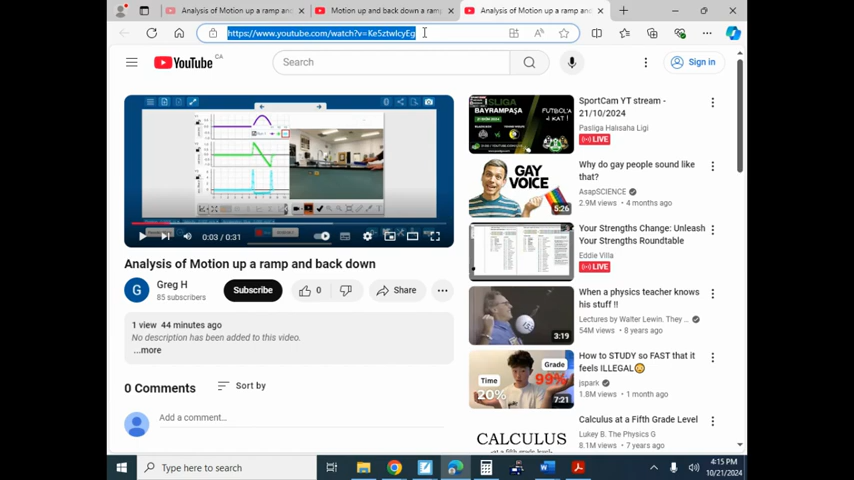 Analysis of Motion up a ramp and
Motion up and back down a ramp
Analysis of Motion up a ramp and
https://www.youtube.com/watch?v=Ke5ztwIcyEg
YouTube CA
Search
Sign in
0:03 / 0:31
Analysis of Motion up a ramp and back down
G
Greg H
85 subscribers
Subscribe
0
Share
1 view 44 minutes ago
No description has been added to this video.
...more
0 Comments
Sort by
Add a comment...
SportCam YT stream -
21/10/2024
Pasliga Halısaha Ligi
LIVE
GAY
VOICE
5:26
Why do gay people sound like
that?
AsapSCIENCE
2.9M views • 4 months ago
Your Strengths Change: Unleash
Your Strengths Roundtable
Eddie Villa
LIVE
3:19
When a physics teacher knows
his stuff !!
Lectures by Walter Lewin. They ...
54M views • 8 years ago
Time
20%
Grade
99%
7:21
How to STUDY so FAST that it
feels ILLEGAL
jspark
1.8M views • 1 month ago
CALCULUS
Calculus at a Fifth Grade Level
Lukey B. The Physics G
8.1M views • 7 years ago
Type here to search
4:15 PM
10/21/2024